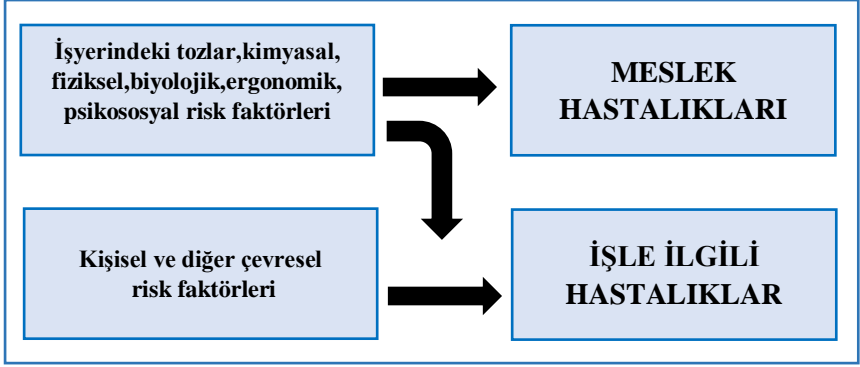 İşyerindeki tozlar,kimyasal,
fiziksel,biyolojik,ergonomik,
psikososyal risk faktörleri
MESLEK
HASTALIKLARI
Kişisel ve diğer çevresel
risk faktörleri
İŞLE İLGİLİ
HASTALIKLAR